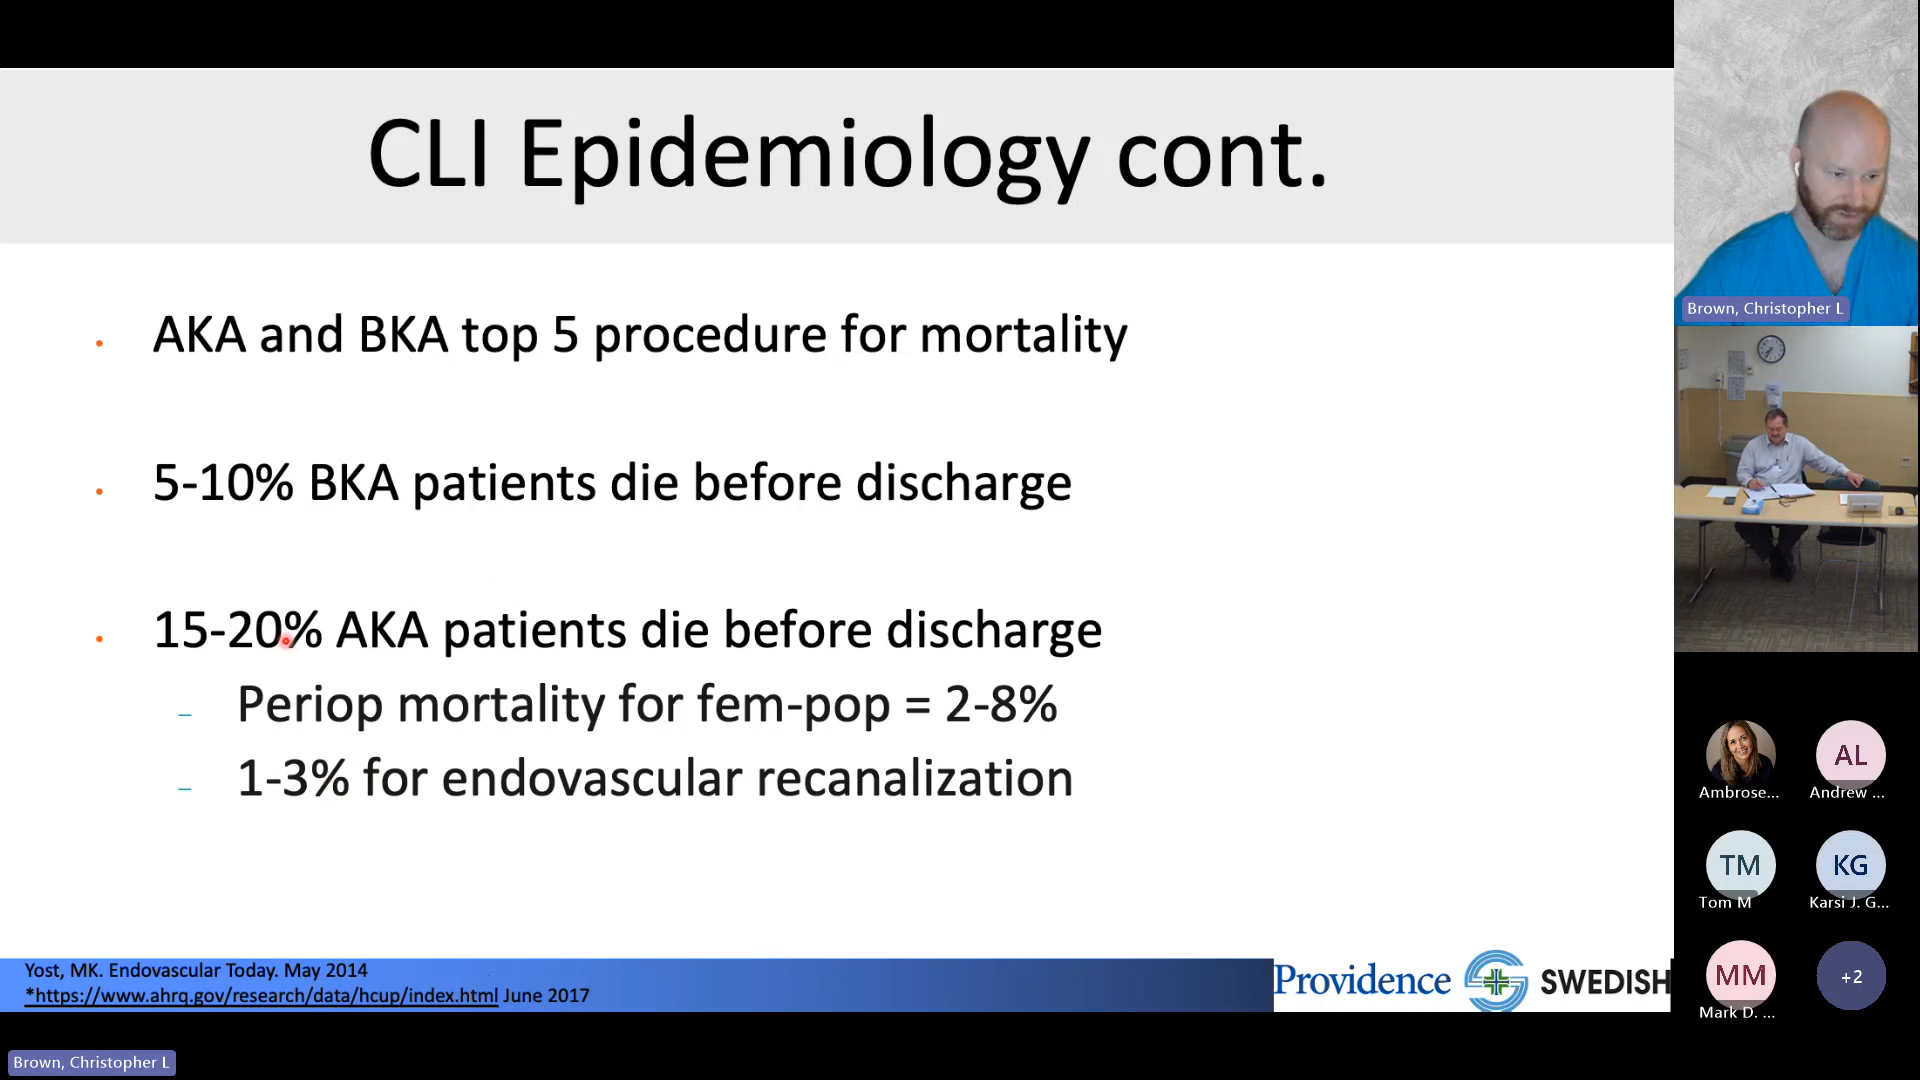 CLI Epidemiology cont.
AKA and BKA top 5 procedure for mortality
5-10% BKA patients die before discharge
15-20% AKA patients die before discharge
Periop mortality for fem-pop = 2-8%
1-3% for endovascular recanalization
Yost, MK. Endovascular Today. May 2014
*https://www.ahrq.gov/research/data/hcup/index.html June 2017
Providence
SWEDISH
Brown, Christopher L
Brown, Christopher L
Ambrose...
AL
Andrew ...
TM
Tom M
KG
Karsi J. G...
MM
Mark D. ...
+2